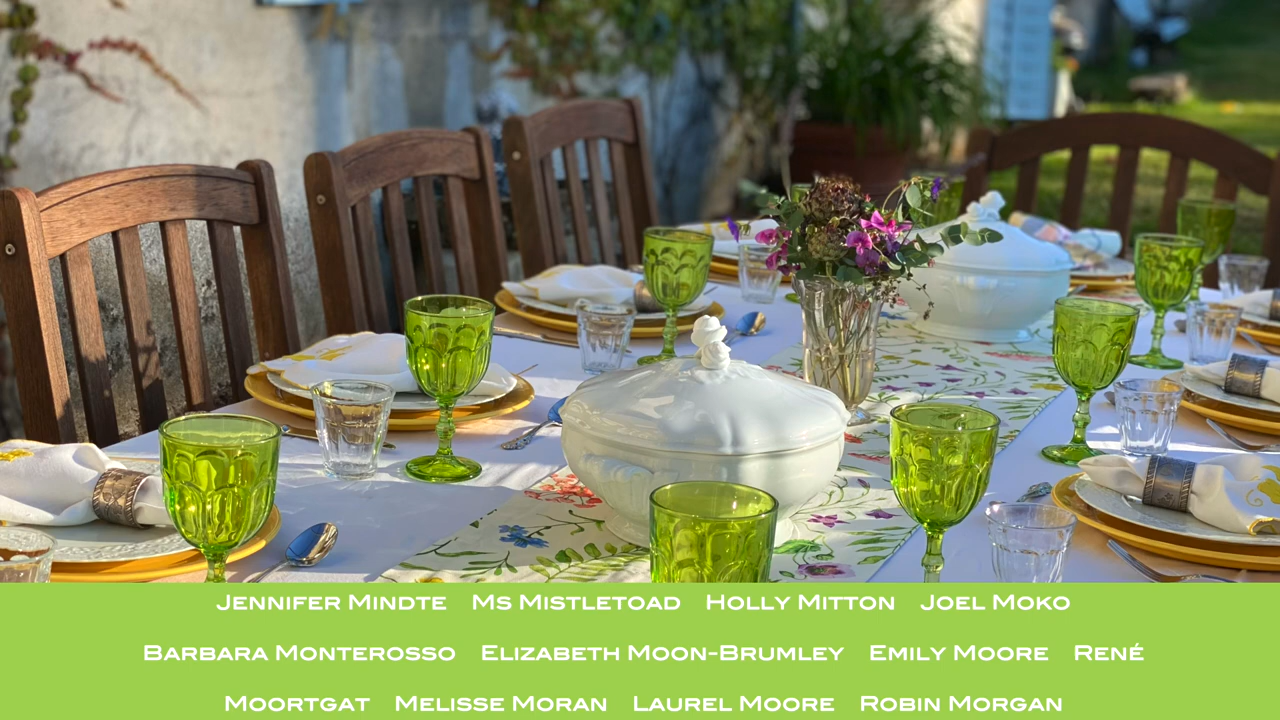 Jennifer Mindte Ms Mistletoad Holly Mitton Joel Moko
Barbara Monterosso Elizabeth Moon-Brumley Emily Moore René
Moortgat Melisse Moran Laurel Moore Robin Morgan